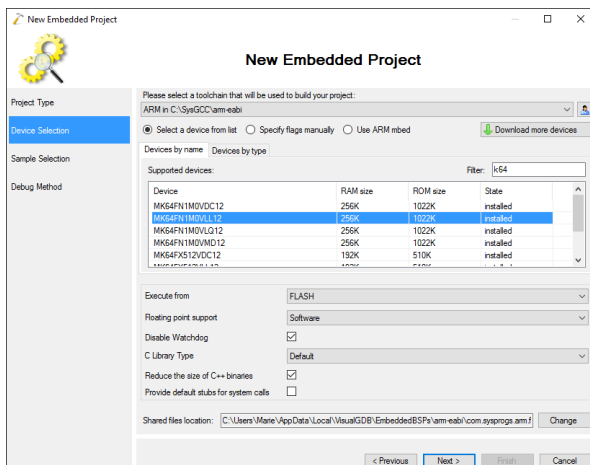 New Embedded Project
New Embedded Project
Project Type
Device Selection
Sample Selection
Debug Method
Please select a toolchain that will be used to build your project:
ARM in C:\SysGCC\arm-eabi
Select a device from list Specify flags manually Use ARM mbed Download more devices
Devices by name Devices by type
Supported devices: Filter: k64
Device RAM size ROM size State
MK64FN1M0VDC12 256K 1022K installed
MK64FN1M0VLL12 256K 1022K installed
MK64FN1M0VLQ12 256K 1022K installed
MK64FN1M0VMD12 256K 1022K installed
MK64FX512VDC12 192K 510K installed
Execute from FLASH
Floating point support Software
Disable Watchdog
C Library Type Default
Reduce the size of C++ binaries
Provide default stubs for system calls
Shared files location: C:\Users\Marie\AppData\Local\VisualGDB\EmbeddedBSPs\arm-eabi\com.sysprogs.arm.f Change
< Previous Next > Finish Cancel